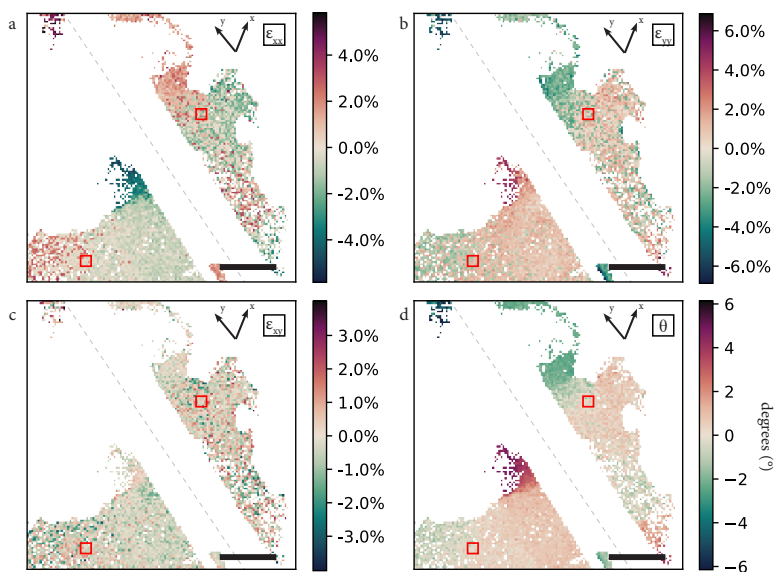 a
y
x
εxx
4.0%
2.0%
0.0%
-2.0%
-4.0%
b
y
x
εyy
6.0%
4.0%
2.0%
0.0%
-2.0%
-4.0%
-6.0%
c
y
x
εxy
3.0%
2.0%
1.0%
0.0%
-1.0%
-2.0%
-3.0%
d
y
x
θ
6
4
2
0
−2
−4
−6
degrees (°)